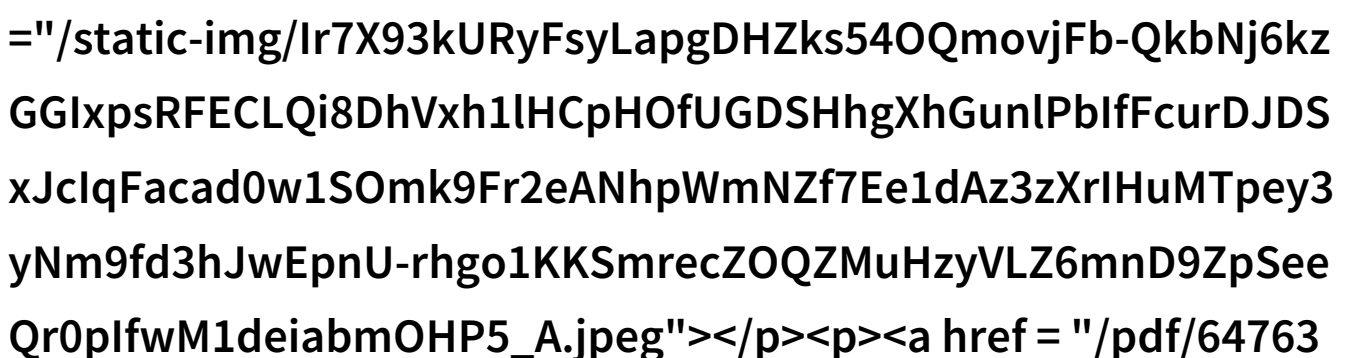 ="/static-img/Ir7X93kURyFsyLapgDHZks54OQmovjFb-QkbNj6kz
GGIxpsRFECLQi8DhVxh1lHCpHOfUGDSHhgXhGunlPbIfFcurDJDS
xJcIqFacad0w1SOmk9Fr2eANhpWmNZf7Ee1dAz3zXrIHuMTpey3
yNm9fd3hJwEpnU-rhgo1KKSmrecZOQZMuHzyVLZ6mnD9ZpSee
Qr0pIfwM1deiabmOHP5_A.jpeg"></p><p><a href = "/pdf/64763